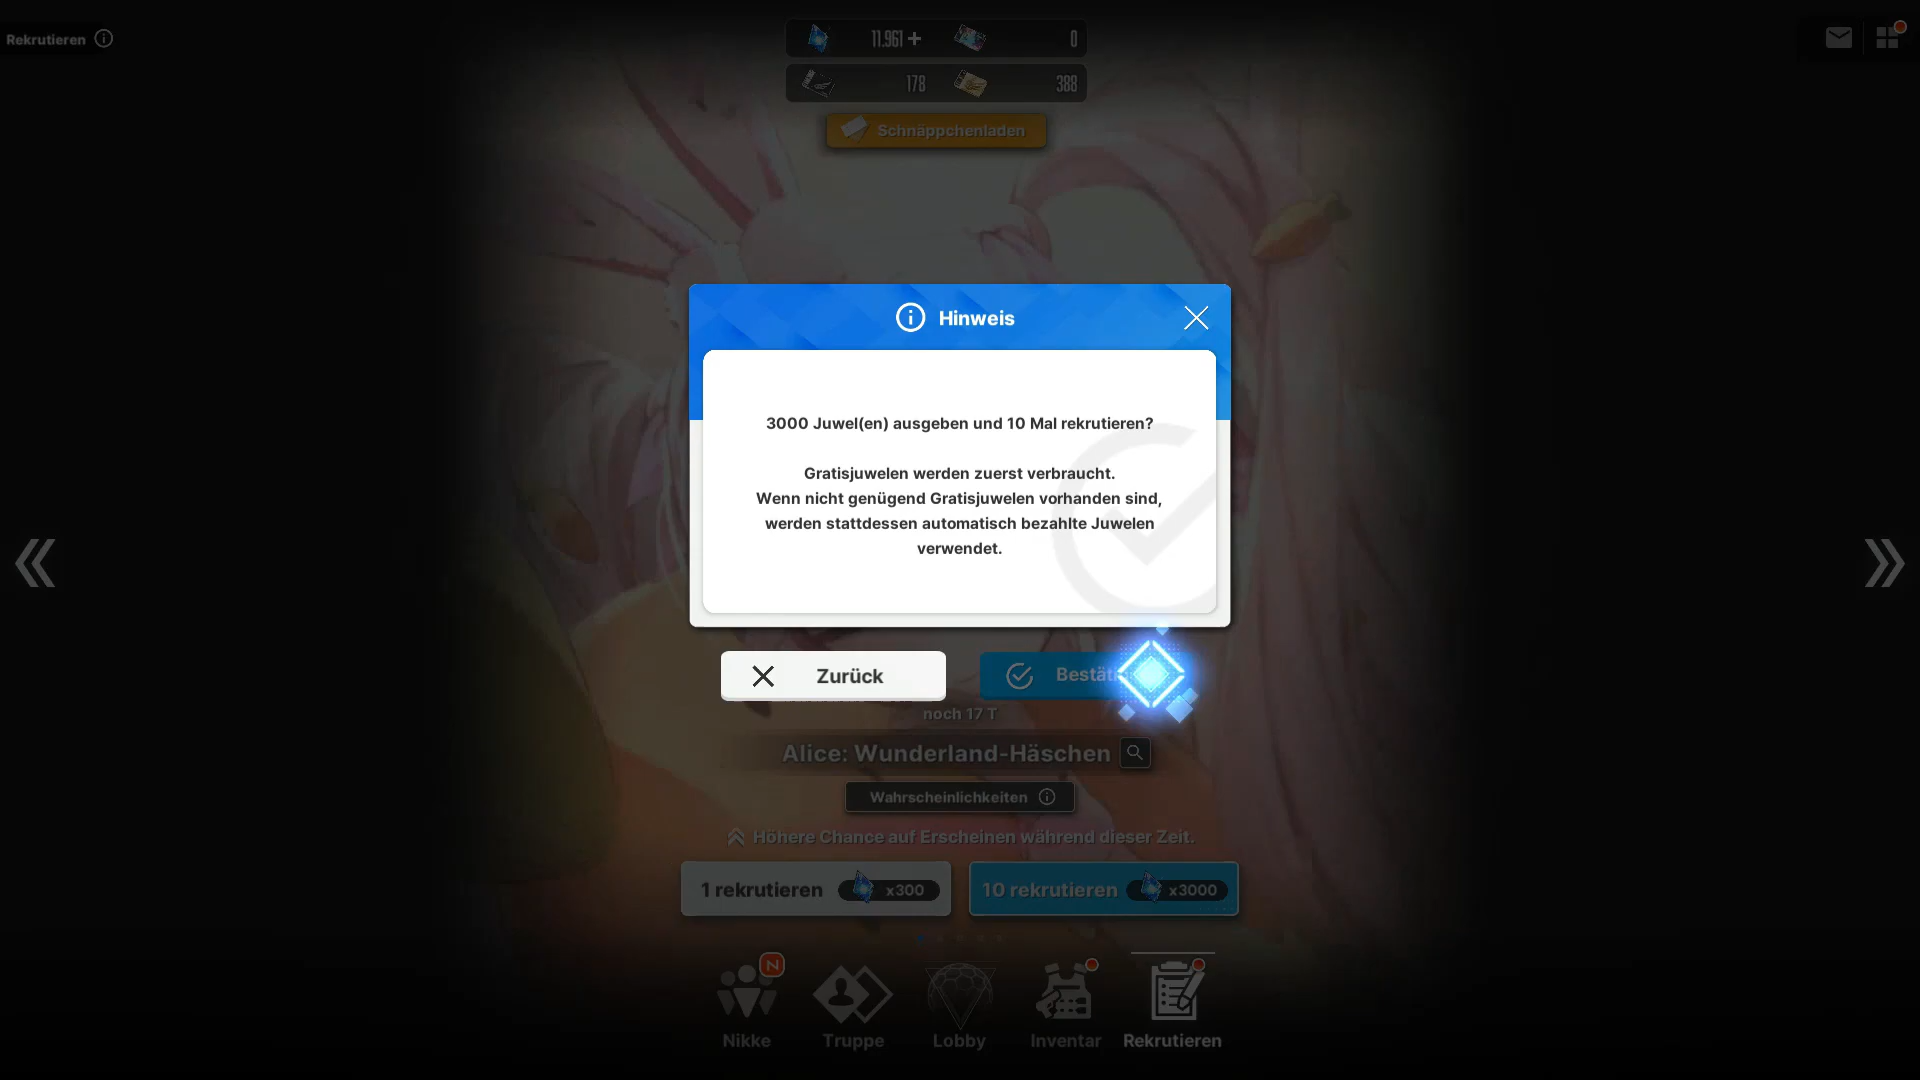 Rekrutieren
11.961
0
178
388
Schnäppchenladen
Hinweis
3000 Juwel(en) ausgeben und 10 Mal rekrutieren?
Gratisjuwelen werden zuerst verbraucht.
Wenn nicht genügend Gratisjuwelen vorhanden sind,
werden stattdessen automatisch bezahlte Juwelen
verwendet.
Zurück
noch 17 T
Alice: Wunderland-Häschen
Wahrscheinlichkeiten
Höhere Chance auf Erscheinen während dieser Zeit.
1 rekrutieren x300
10 rekrutieren x3000
N
Nikke
Truppe
Lobby
Inventar
Rekrutieren